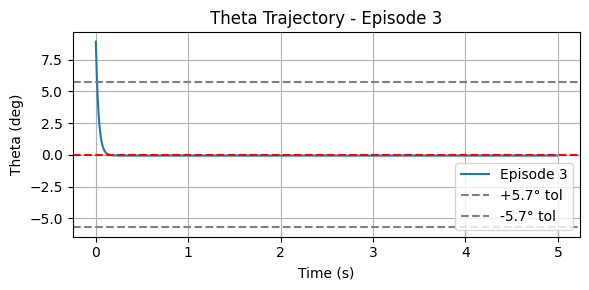 Theta Trajectory - Episode 3
Theta (deg)
7.5
5.0
2.5
0.0
−2.5
−5.0
Episode 3
+5.7° tol
-5.7° tol
0
1
2
3
4
5
Time (s)